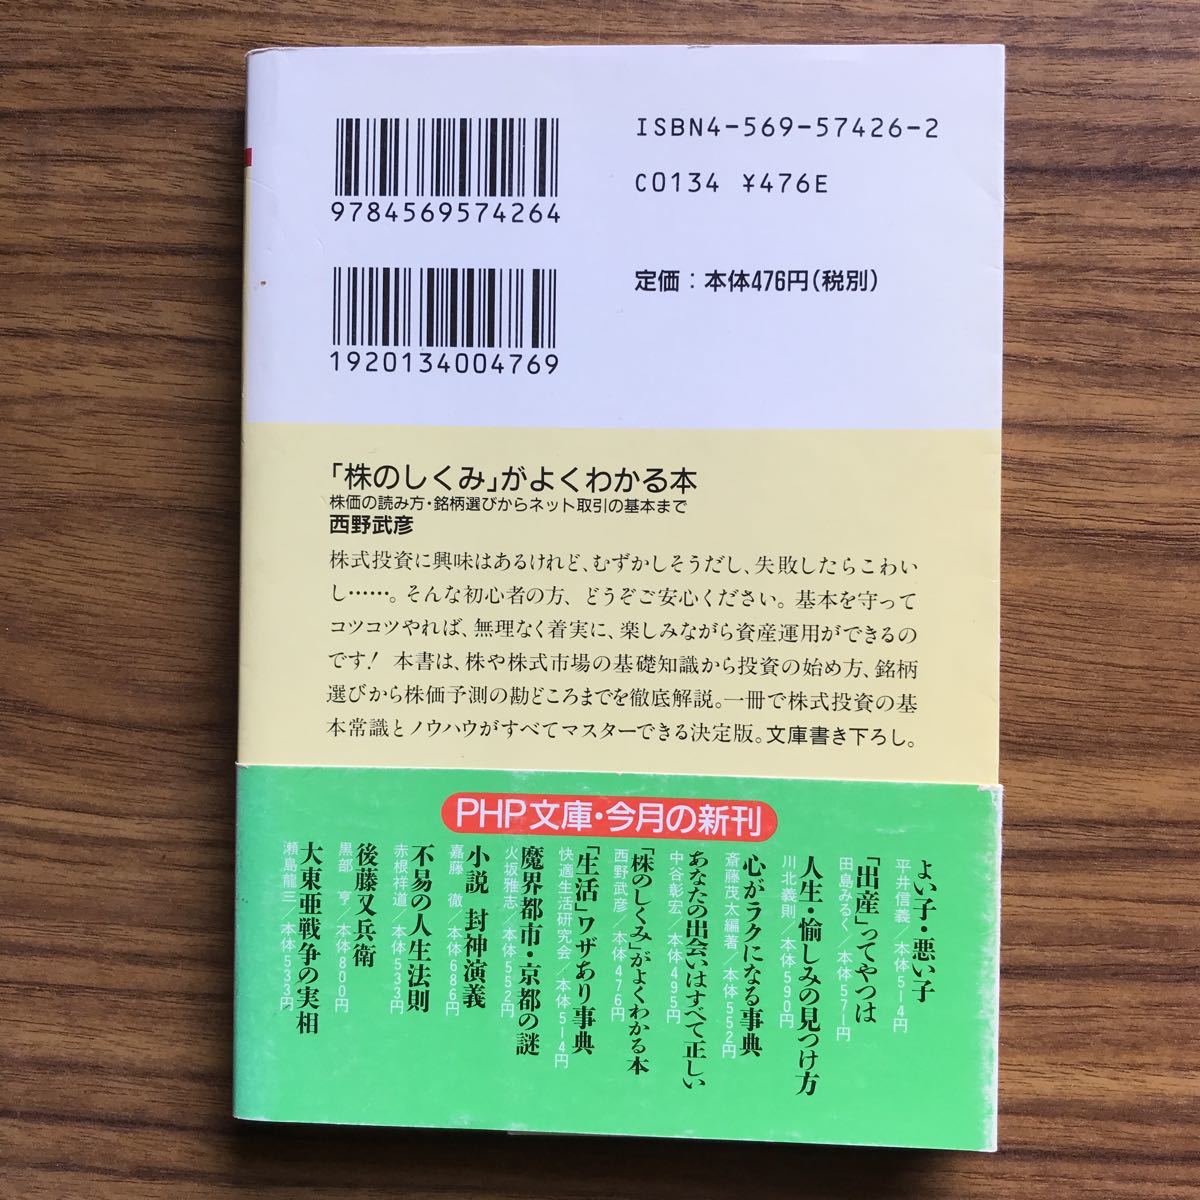 9784569574264
ISBN4-569-57426-2
C0134 ¥476E
1920134004769
定価：本体476円（税別）
「株のしくみ」がよくわかる本
株価の読み方・銘柄選びからネット取引の基本まで
西野武彦
株式投資に興味はあるけれど、むずかしそうだし、失敗したらこわい
し……。そんな初心者の方、どうぞご安心ください。基本を守って
コツコツやれば、無理なく着実に、楽しみながら資産運用ができるの
です！ 本書は、株や株式市場の基礎知識から投資の始め方、銘柄
選びから株価予測の勘どころまでを徹底解説。一冊で株式投資の基
本常識とノウハウがすべてマスターできる決定版。文庫書き下ろし。
PHP文庫・今月の新刊
よい子・悪い子
平井信義／本体514円
「出産」ってやつは
田島みるく／本体571円
人生・愉しみの見つけ方
川北義則／本体590円
心がラクになる事典
斎藤茂太編著／本体552円
あなたの出会いはすべて正しい
中谷彰宏／本体495円
「株のしくみ」がよくわかる本
西野武彦／本体476円
「生活」ワザあり事典
快適生活研究会／本体514円
魔界都市・京都の謎
火坂雅志／本体552円
小説 封神演義
嘉藤 徹／本体686円
不易の人生法則
赤根祥道／本体533円
後藤又兵衛
黒部 亨／本体800円
大東亜戦争の実相
瀬島龍三／本体533円